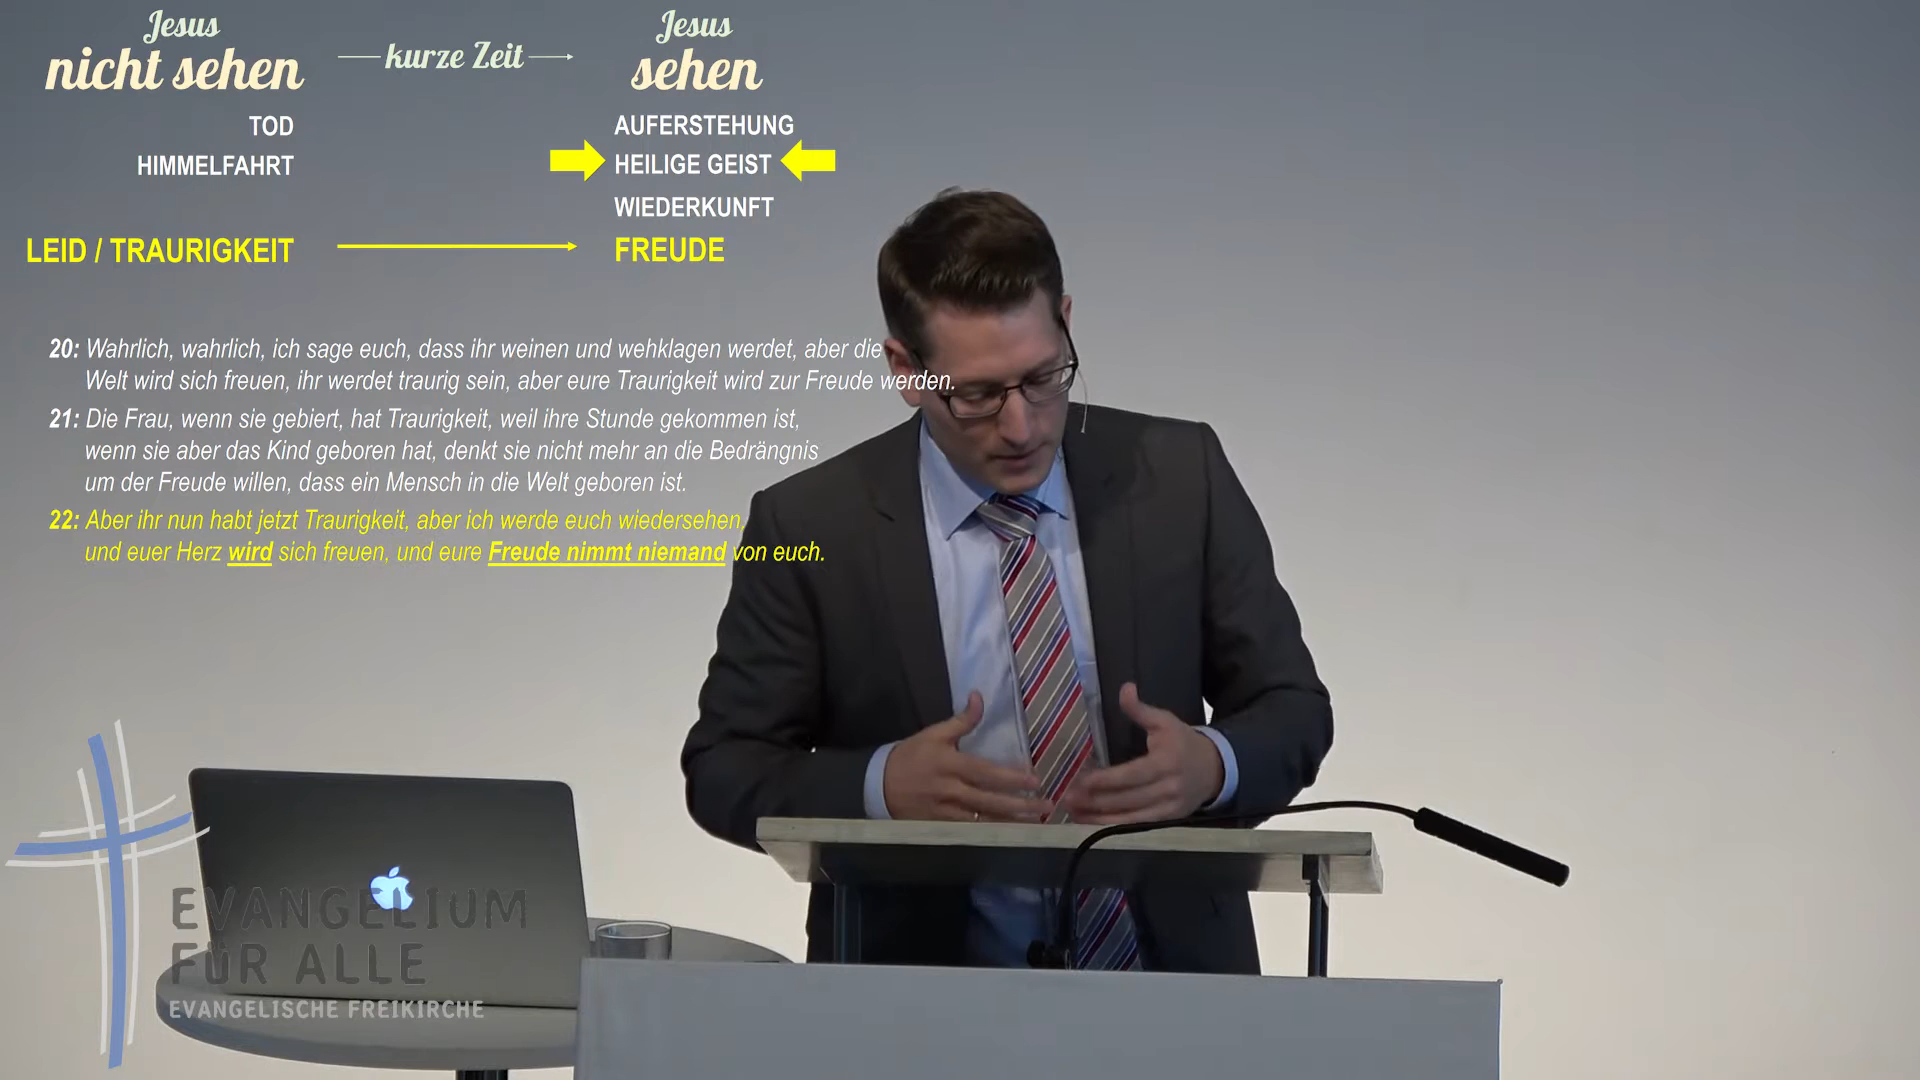 Jesus
nicht sehen
kurze Zeit
Jesus
sehen
TOD
HIMMELFAHRT
AUFERSTEHUNG
HEILIGE GEIST
WIEDERKUNFT
LEID / TRAURIGKEIT
FREUDE
20: Wahrlich, wahrlich, ich sage euch, dass ihr weinen und wehklagen werdet, aber die
Welt wird sich freuen, ihr werdet traurig sein, aber eure Traurigkeit wird zur Freude werden.
21: Die Frau, wenn sie gebiert, hat Traurigkeit, weil ihre Stunde gekommen ist,
wenn sie aber das Kind geboren hat, denkt sie nicht mehr an die Bedrängnis
um der Freude willen, dass ein Mensch in die Welt geboren ist.
22: Aber ihr nun habt jetzt Traurigkeit, aber ich werde euch wiedersehen,
und euer Herz wird sich freuen, und eure Freude nimmt niemand von euch.
EVANGELIUM
FÜR ALLE
EVANGELISCHE FREIKIRCHE